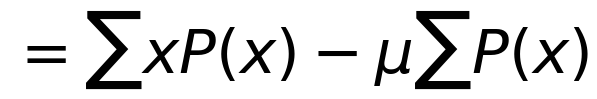 = ∑xP(x) − μ∑P(x)